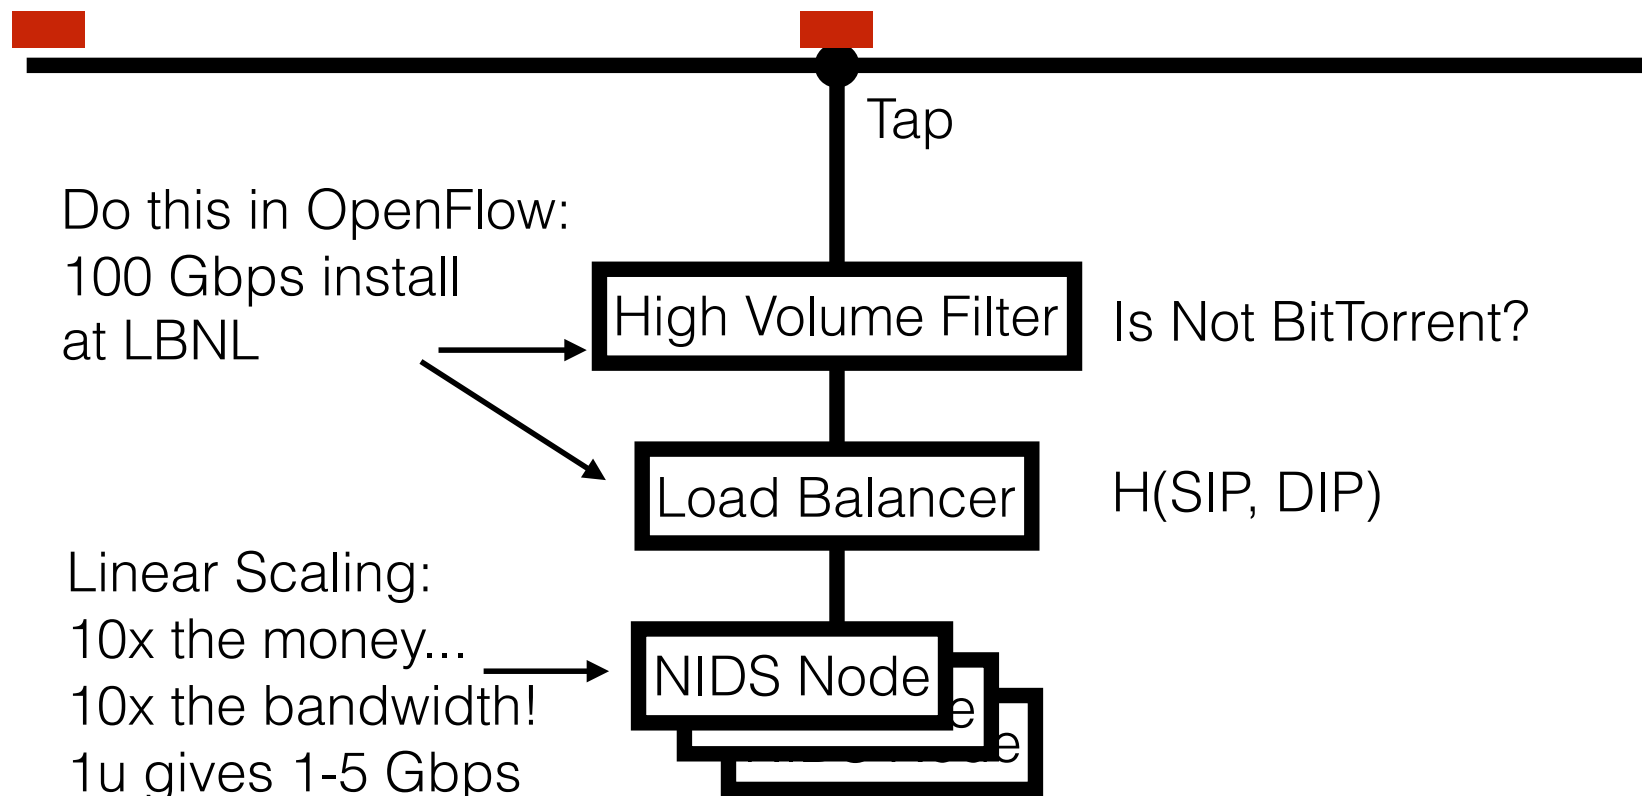 Tap
Do this in OpenFlow:
100 Gbps install
at LBNL
High Volume Filter
Is Not BitTorrent?
Load Balancer
H(SIP, DIP)
Linear Scaling:
10x the money...
10x the bandwidth!
1u gives 1-5 Gbps
NIDS Node